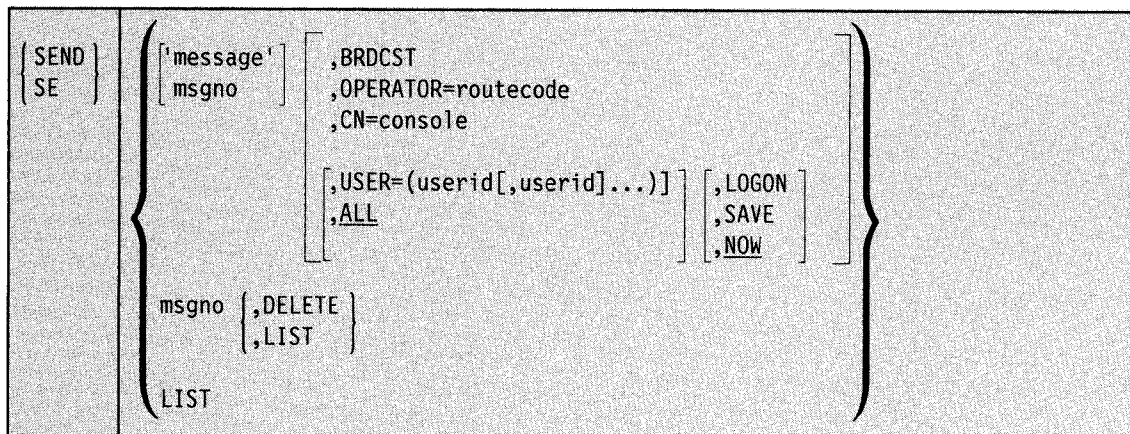 SEND 'message' ,BRDCST
SE msgno ,OPERATOR=routecode
,CN=console
,USER=(userid[,userid]...)] ,LOGON
,ALL ,SAVE
,NOW
msgno ,DELETE
,LIST
LIST